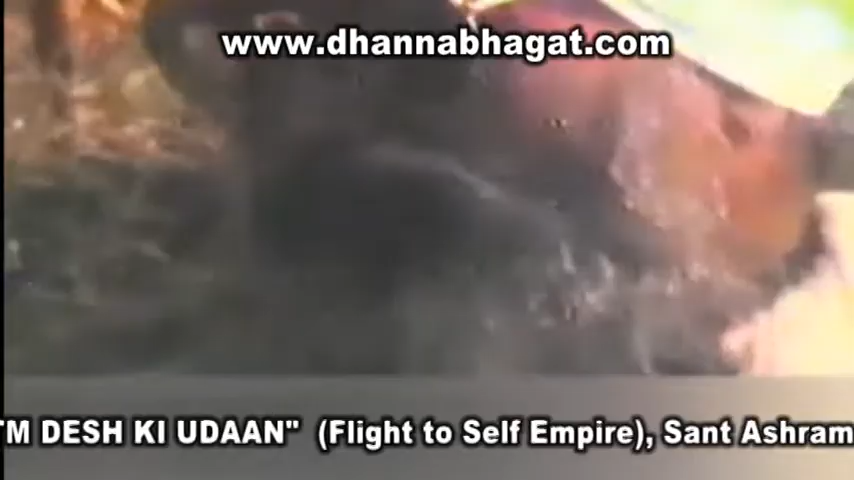 www.dhannabhagat.com
M DESH KI UDAAN" (Flight to Self Empire), Sant Ashram